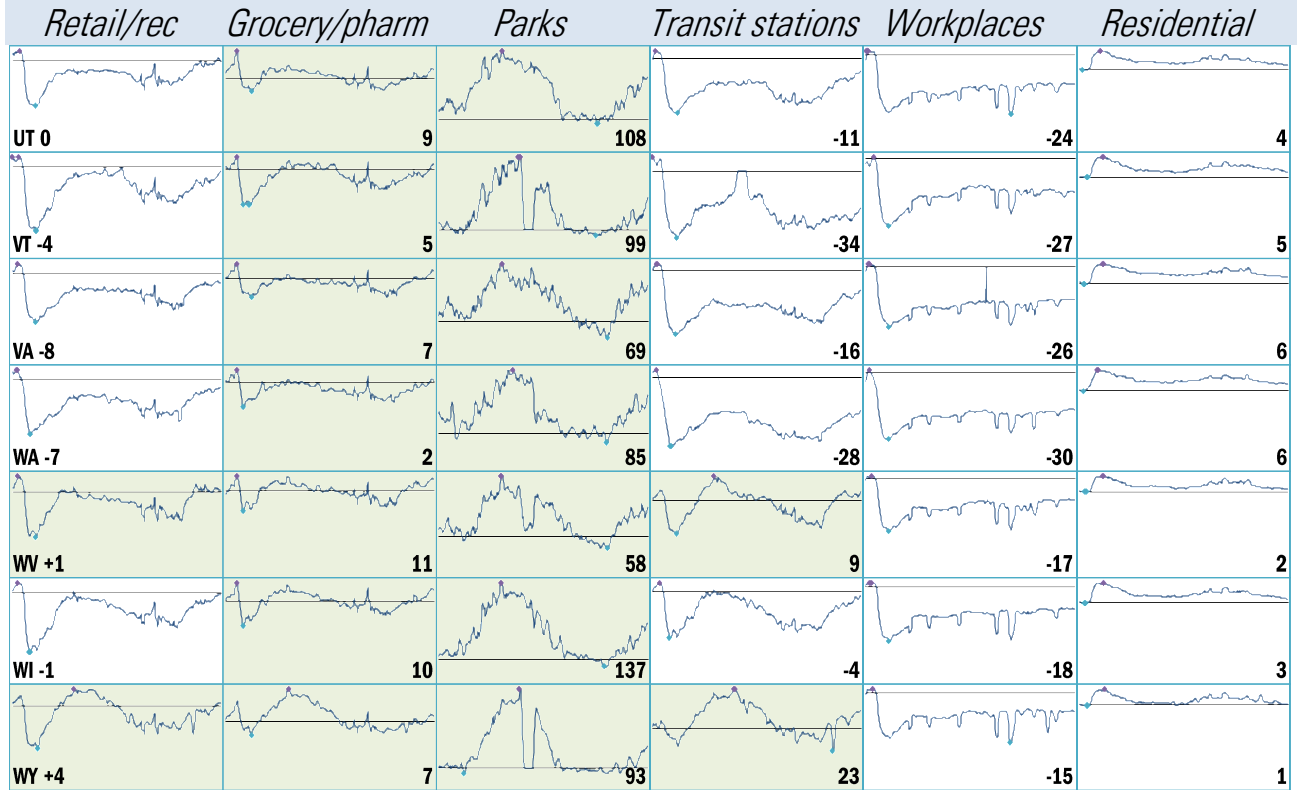 Retail/rec Grocery/pharm Parks Transit stations Workplaces Residential
UT 0 9 108 -11 -24 4
VT -4 5 99 -34 -27 5
VA -8 7 69 -16 -26 6
WA -7 2 85 -28 -30 6
WV +1 11 58 9 -17 2
WI -1 10 137 -4 -18 3
WY +4 7 93 23 -15 1